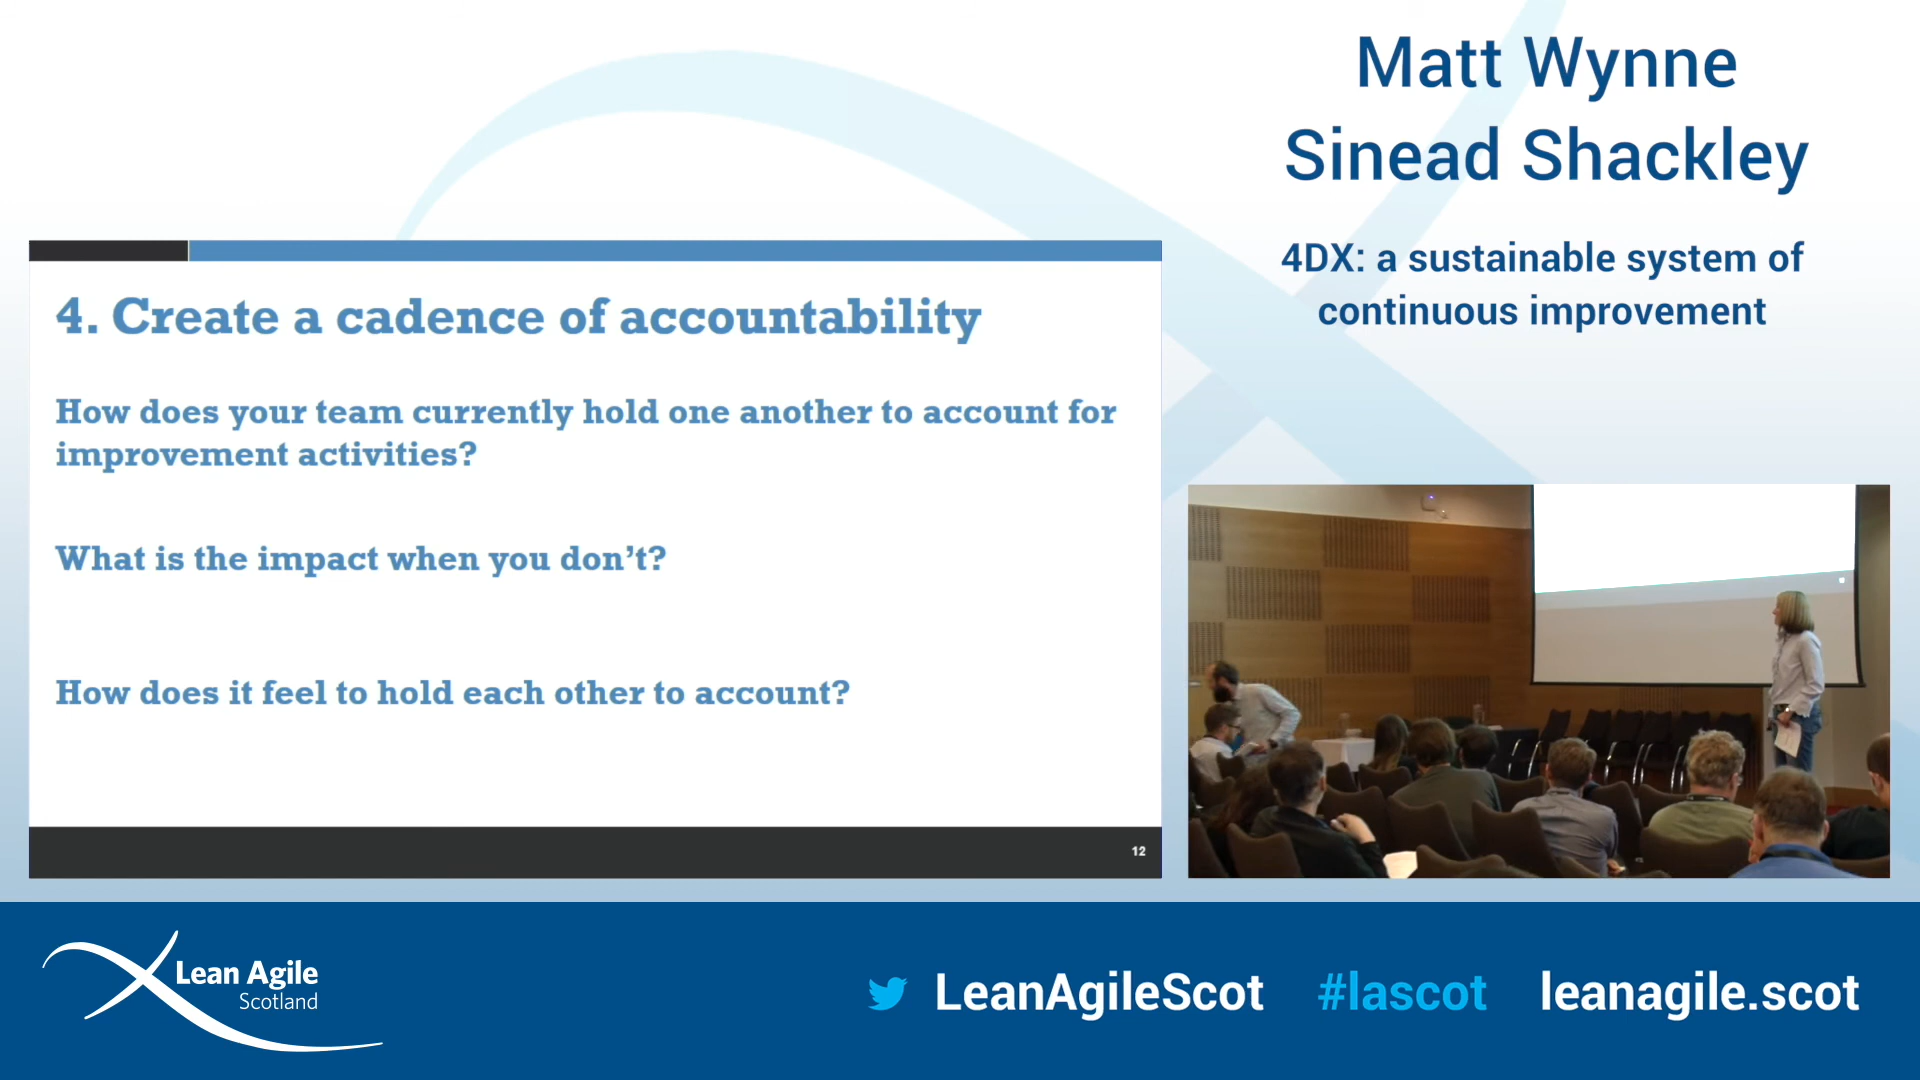 Matt Wynne
Sinead Shackley
4DX: a sustainable system of
continuous improvement
4. Create a cadence of accountability
How does your team currently hold one another to account for
improvement activities?
What is the impact when you don’t?
How does it feel to hold each other to account?
12
Lean Agile
Scotland
LeanAgileScot
#lascot
leanagile.scot